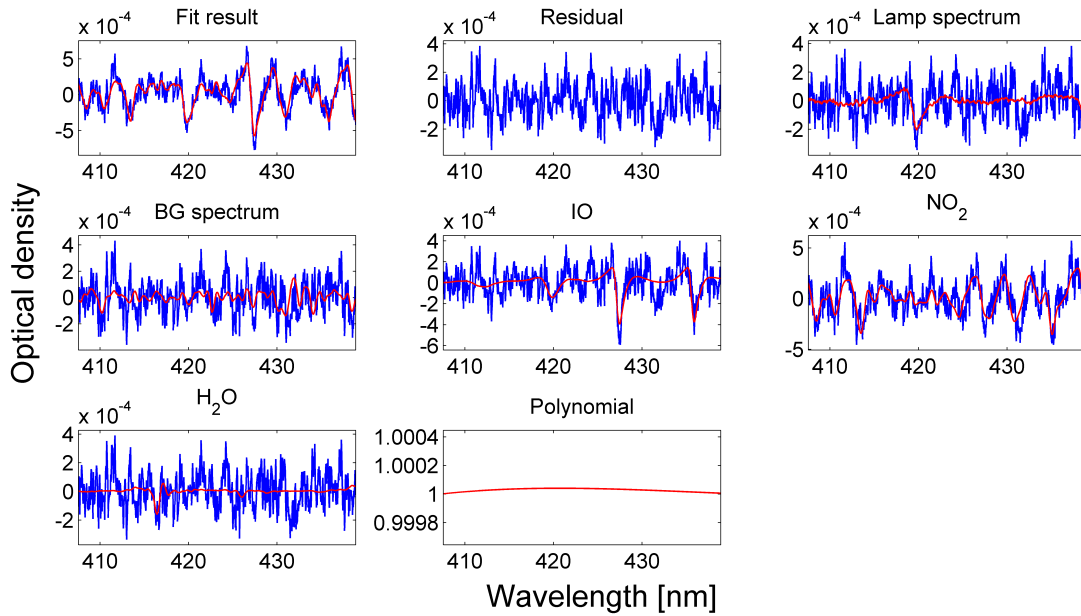 Fit result
Residual
Lamp spectrum
x 10-4
x 10-4
x 10-4
5
0
-5
4
2
0
-2
4
2
0
-2
410 420 430
410 420 430
410 420 430
BG spectrum
IO
NO2
x 10-4
x 10-4
x 10-4
4
2
0
-2
4
2
0
-2
-4
-6
5
0
-5
410 420 430
410 420 430
410 420 430
H2O
Polynomial
x 10-4
4
2
0
-2
1.0004
1.0002
1
0.9998
410 420 430
410 420 430
Optical density
Wavelength [nm]